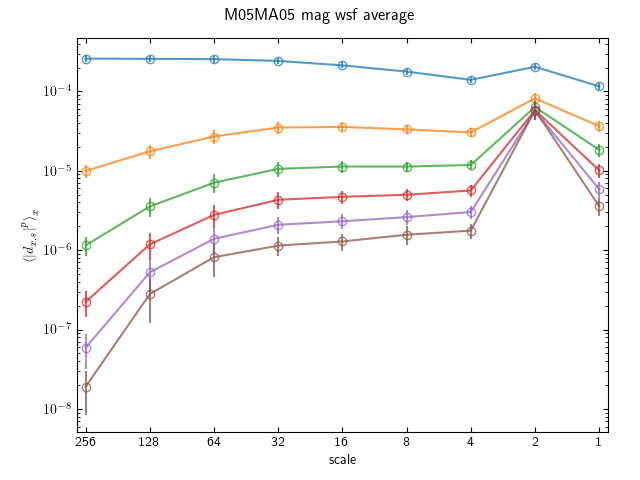 M05MA05 mag wsf average
⟨|d_{x,s}|^p⟩_x
10^{-4}
10^{-5}
10^{-6}
10^{-7}
10^{-8}
256 128 64 32 16 8 4 2 1
scale